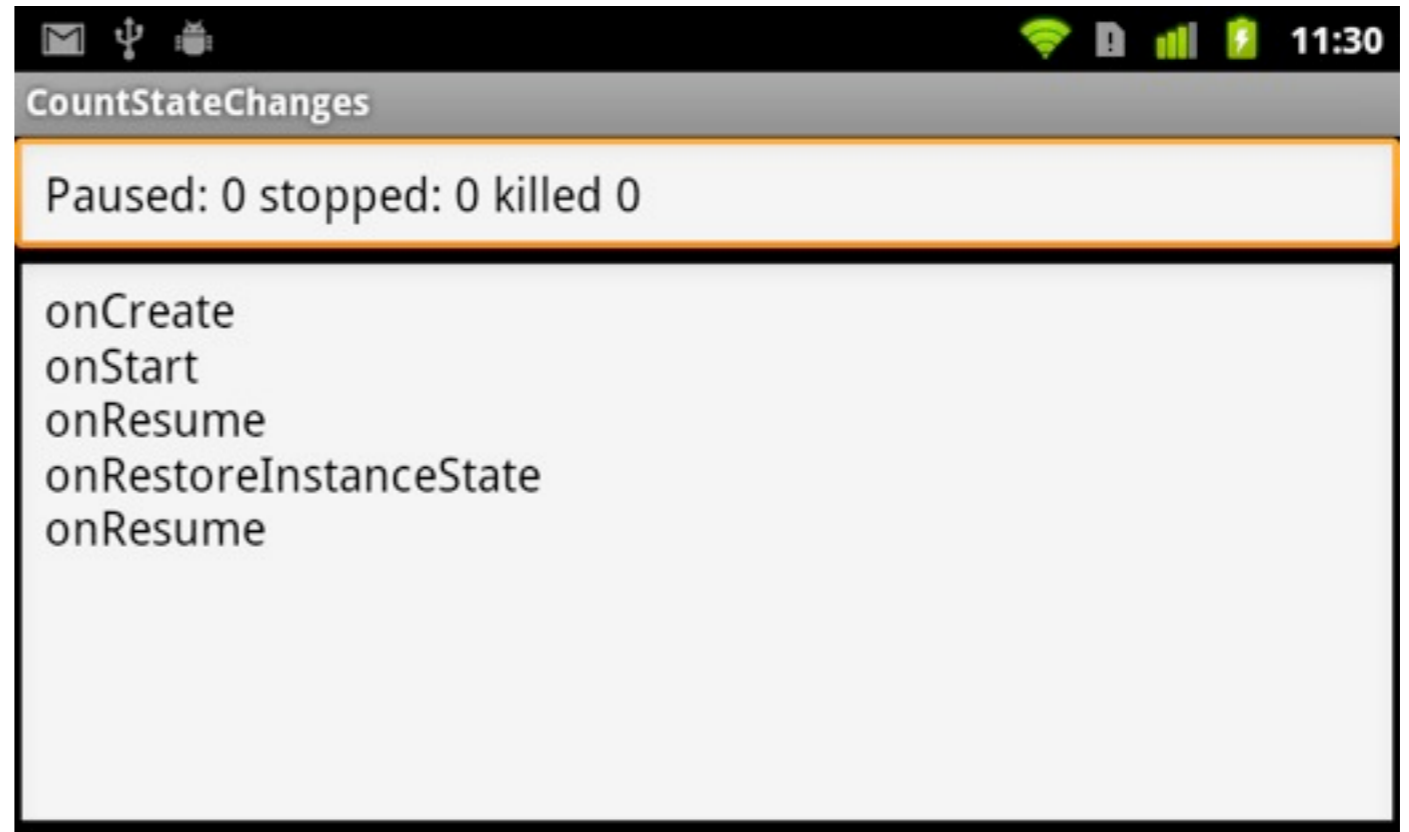 11:30
CountStateChanges
Paused: 0 stopped: 0 killed 0
onCreate
onStart
onResume
onRestoreInstanceState
onResume